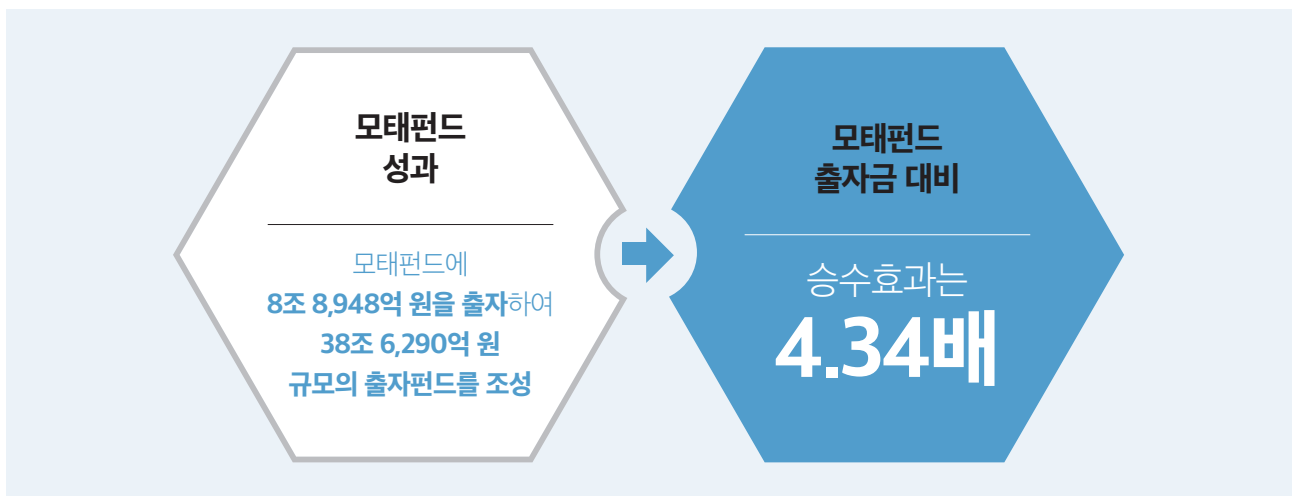 모태펀드
성과
모태펀드에
8조 8,948억 원을 출자하여
38조 6,290억 원
규모의 출자펀드를 조성
모태펀드
출자금 대비
승수효과는
4.34배